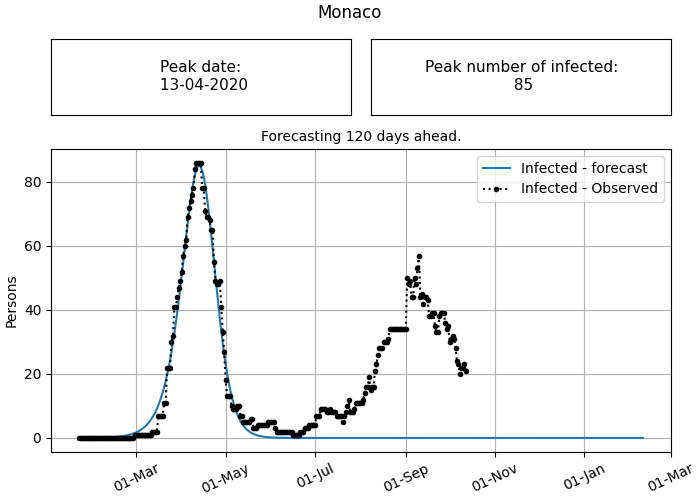 Monaco
Peak date:
13-04-2020
Peak number of infected:
85
Forecasting 120 days ahead.
Infected - forecast
Infected - Observed
Persons
80
60
40
20
0
01-Mar
01-May
01-Jul
01-Sep
01-Nov
01-Jan
01-Mar